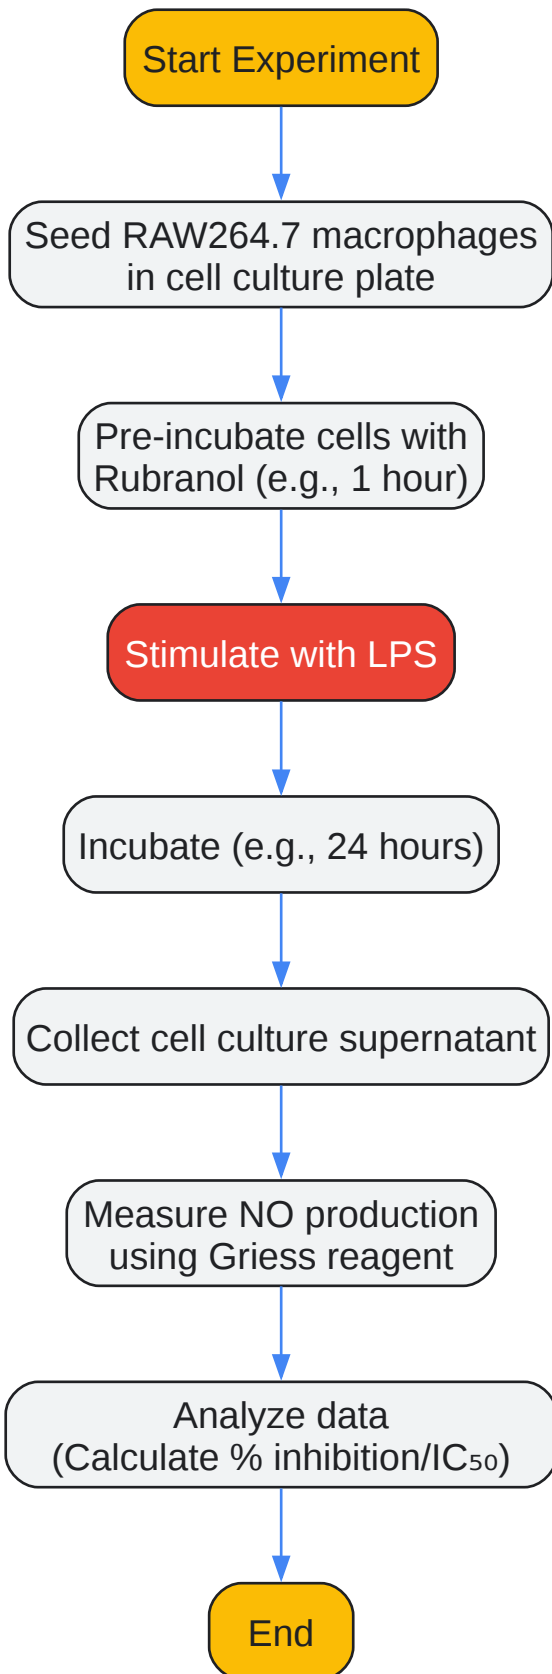 Start Experiment
Seed RAW264.7 macrophages
in cell culture plate
Pre-incubate cells with
Rubranol (e.g., 1 hour)
Stimulate with LPS
Incubate (e.g., 24 hours)
Collect cell culture supernatant
Measure NO production
using Griess reagent
Analyze data
(Calculate % inhibition/IC₅₀)
End